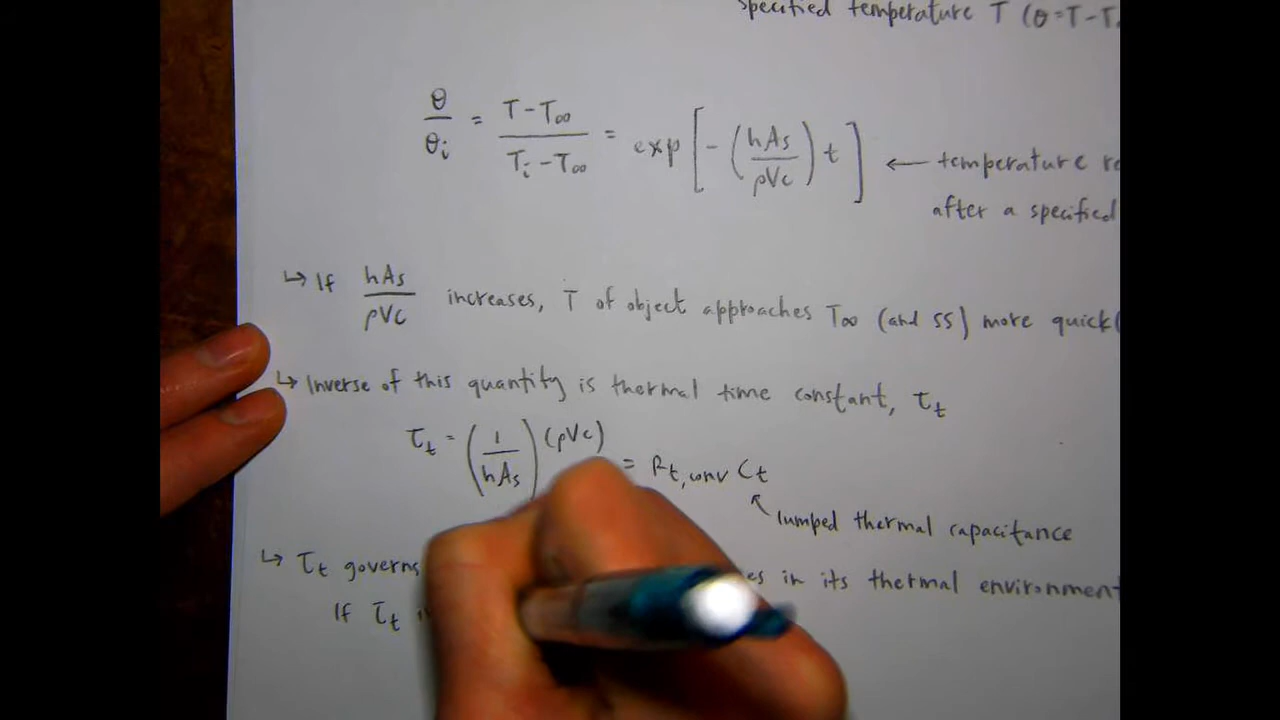 specified temperature T (θ=T-T
θ/θi = (T-T∞)/(Ti-T∞) = exp[-(hAs/ρVc)t] ← temperature
after a specified
↳ If hAs/ρVc increases, T of object approaches T∞ (and ss) more
↳ Inverse of this quantity is thermal time constant, τt
τt = (1/hAs)(ρVc) = Rt,conv Ct
lumped thermal capacitance
↳ τt governs in its thermal environment
If τt